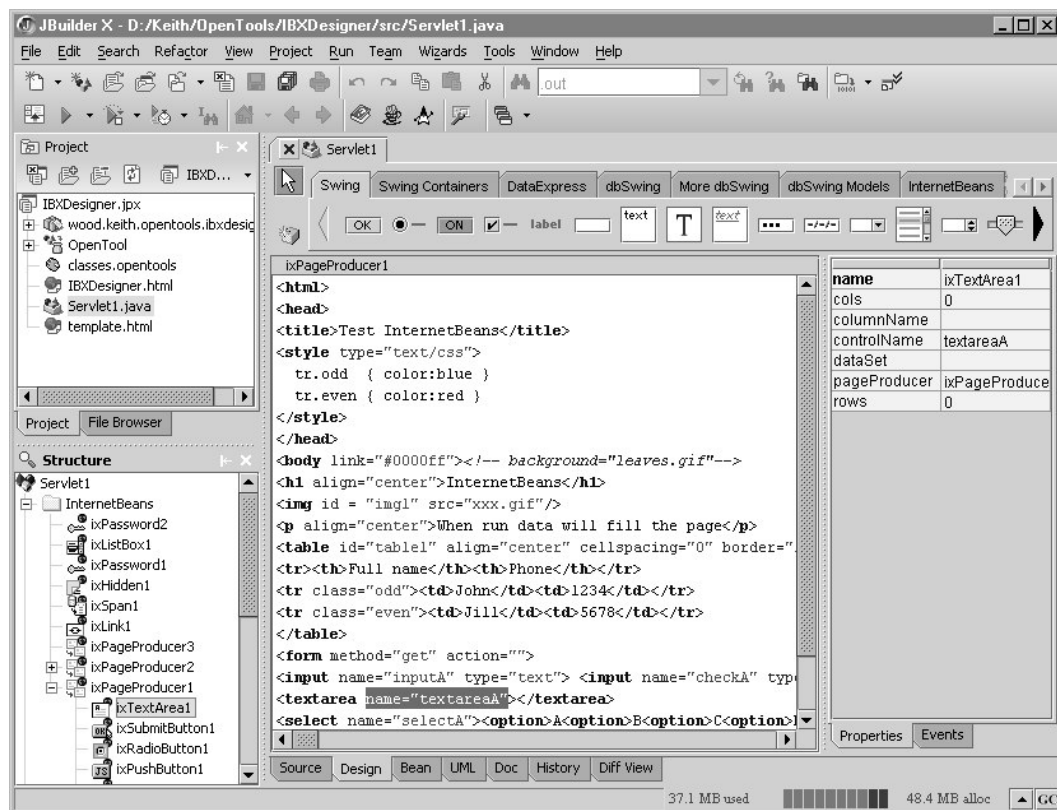 JBuilder X - D:/Keith/OpenTools/IBXDesigner/src/Servlet1.java
File Edit Search Refactor View Project Run Team Wizards Tools Window Help
.out
Project
IBXD...
IBXDesigner.jpx
wood.keith.opentools.ibxdesig
OpenTool
classes.opentools
IBXDesigner.html
Servlet1.java
template.html
Project File Browser
Structure
Servlet1
InternetBeans
ixPassword2
ixListBox1
ixPassword1
ixHidden1
ixSpan1
ixLink1
ixPageProducer3
ixPageProducer2
ixPageProducer1
ixTextArea1
ixSubmitButton1
ixRadioButton1
ixPushButton1
Servlet1
Swing Swing Containers DataExpress dbSwing More dbSwing dbSwing Models InternetBeans
OK ON label text T text
ixPageProducer1
<html>
<head>
<title>Test InternetBeans</title>
<style type="text/css">
tr.odd { color:blue }
tr.even { color:red }
</style>
</head>
<body link="#0000ff"><!-- background="leaves.gif"-->
<h1 align="center">InternetBeans</h1>
<img id = "img1" src="xxx.gif"/>
<p align="center">When run data will fill the page</p>
<table id="table1" align="center" cellspacing="0" border=".
<tr><th>Full name</th><th>Phone</th></tr>
<tr class="odd"><td>John</td><td>1234</td></tr>
<tr class="even"><td>Jill</td><td>5678</td></tr>
</table>
<form method="get" action="">
<input name="inputA" type="text"> <input name="checkA" typ
<textarea name="textareaA"></textarea>
<select name="selectA"><option>A<option>B<option>C<option>
Source Design Bean UML Doc History Diff View
name ixTextArea1
cols 0
columnName
controlName textareaA
dataSet
pageProducer ixPageProduce
rows 0
Properties Events
37.1 MB used 48.4 MB alloc GC